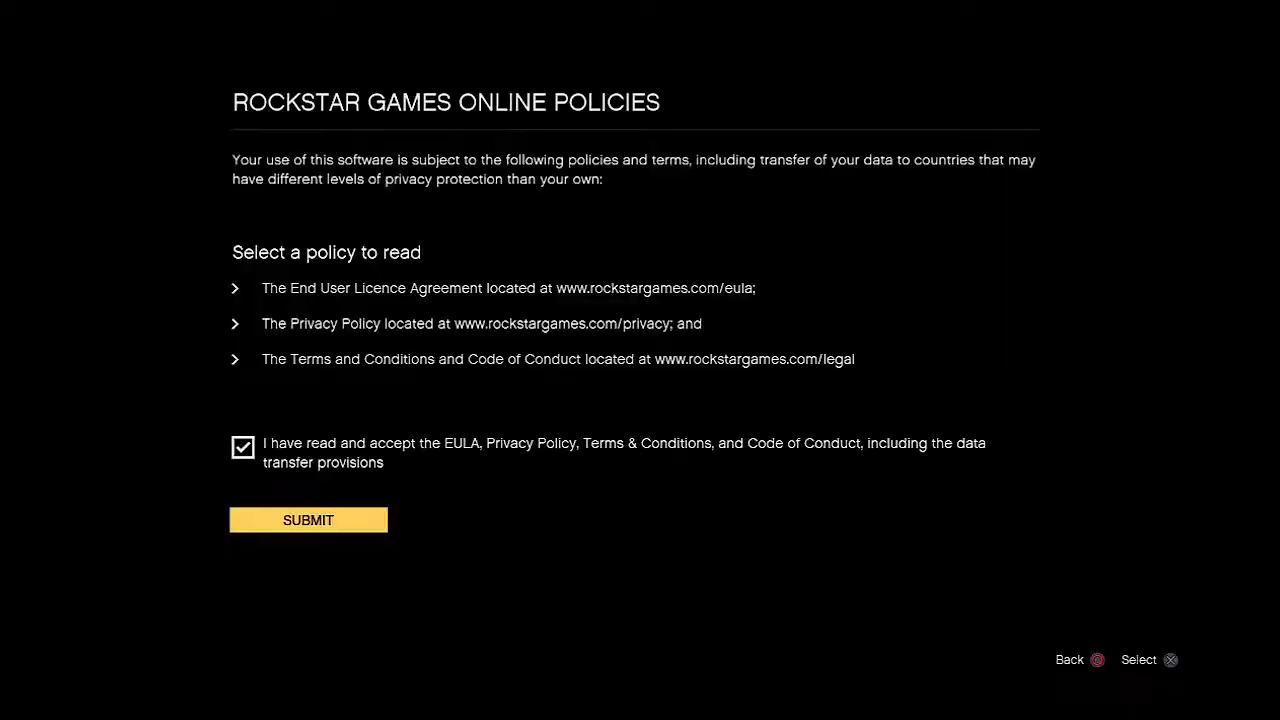 ROCKSTAR GAMES ONLINE POLICIES
Your use of this software is subject to the following policies and terms, including transfer of your data to countries that may
have different levels of privacy protection than your own:
Select a policy to read
The End User Licence Agreement located at www.rockstargames.com/eula;
The Privacy Policy located at www.rockstargames.com/privacy; and
The Terms and Conditions and Code of Conduct located at www.rockstargames.com/legal
I have read and accept the EULA, Privacy Policy, Terms & Conditions, and Code of Conduct, including the data
transfer provisions
SUBMIT
Back Select